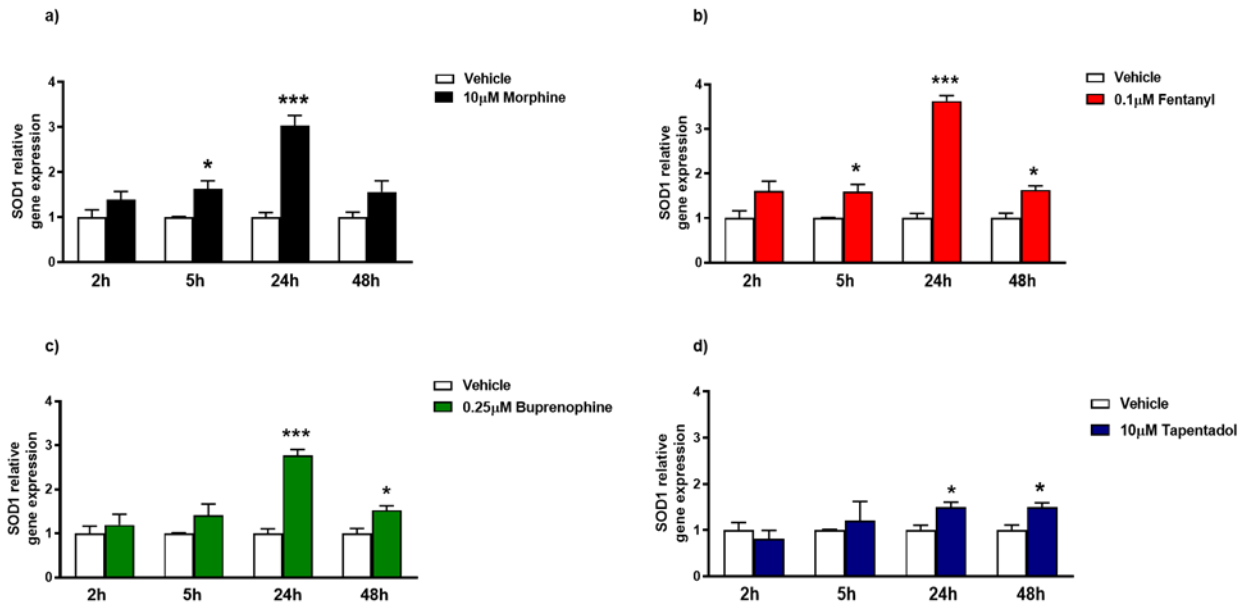 a)
Vehicle
10μM Morphine
SOD1 relative
gene expression
4
3
2
1
0
*
***
2h
5h
24h
48h
b)
Vehicle
0.1μM Fentanyl
SOD1 relative
gene expression
4
3
2
1
0
*
***
*
2h
5h
24h
48h
c)
Vehicle
0.25μM Buprenophine
SOD1 relative
gene expression
4
3
2
1
0
***
*
2h
5h
24h
48h
d)
Vehicle
10μM Tapentadol
SOD1 relative
gene expression
4
3
2
1
0
*
*
2h
5h
24h
48h